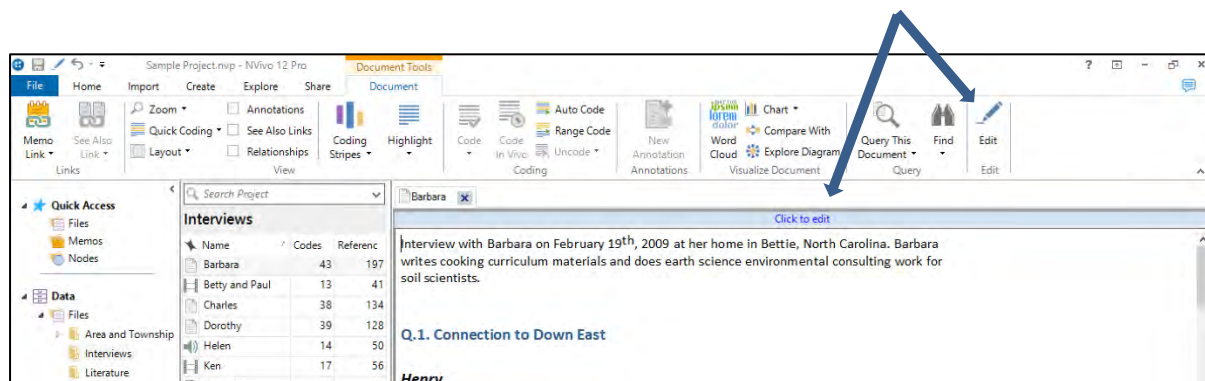 Sample Project.nvp - NVivo 12 Pro
Document Tools
?
File Home Import Create Explore Share Document
Memo Link
See Also Link
Links
Zoom
Quick Coding
Layout
Annotations
See Also Links
Relationships
Coding Stripes
View
Highlight
Code
Code In Vivo
Auto Code
Range Code
Uncode
Coding
New Annotation
Annotations
ipsum
lorem
dolor
Word Cloud
Chart
Compare With
Explore Diagram
Visualize Document
Query This Document
Find
Query
Edit
Edit
Quick Access
Files
Memos
Nodes
Data
Files
Area and Township
Interviews
Literature
Search Project
Interviews
Name Codes Referenc
Barbara 43 197
Betty and Paul 13 41
Charles 38 134
Dorothy 39 128
Helen 14 50
Ken 17 56
Barbara x
Click to edit
Interview with Barbara on February 19th, 2009 at her home in Bettie, North Carolina. Barbara
writes cooking curriculum materials and does earth science environmental consulting work for
soil scientists.
Q.1. Connection to Down East
Henry